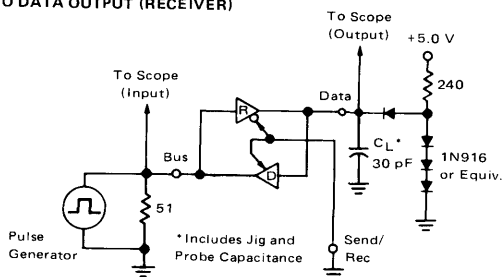 O DATA OUTPUT (RECEIVER)
To Scope
(Output)
+5.0 V
To Scope
(Input)
240
Data
R
CL*
30 pF
1N916
or Equiv.
Bus
D
51
Pulse
Generator
*Includes Jig and
Probe Capacitance
Send/
Rec